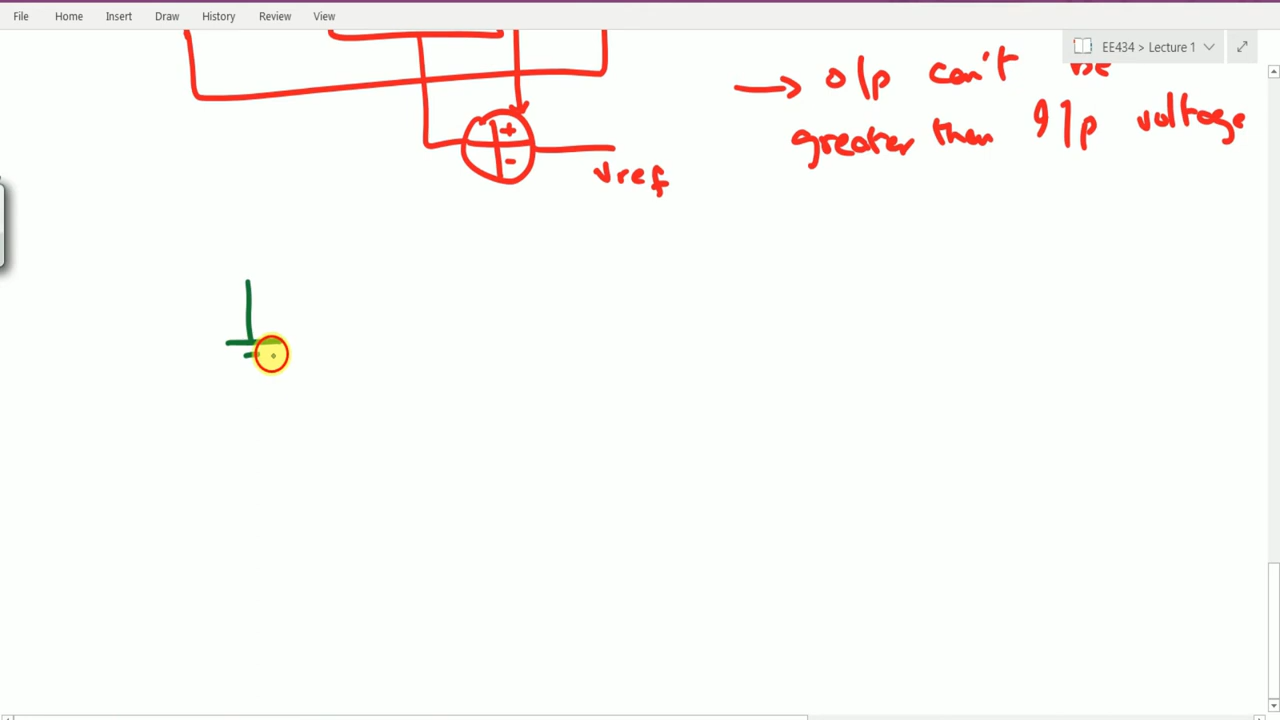 File Home Insert Draw History Review View
EE434 > Lecture 1
→ o/p can't be
greater than I/p voltage
+
-
vref